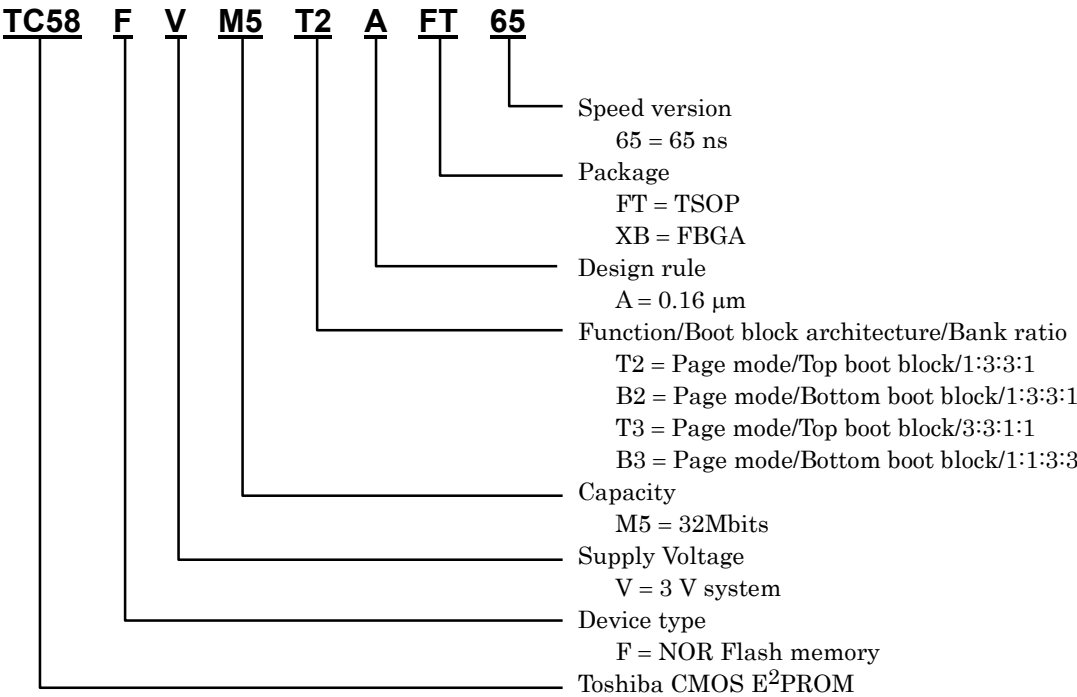 TC58 F V M5 T2 A FT 65
Speed version
65 = 65 ns
Package
FT = TSOP
XB = FBGA
Design rule
A = 0.16 μm
Function/Boot block architecture/Bank ratio
T2 = Page mode/Top boot block/1:3:3:1
B2 = Page mode/Bottom boot block/1:3:3:1
T3 = Page mode/Top boot block/3:3:1:1
B3 = Page mode/Bottom boot block/1:1:3:3
Capacity
M5 = 32Mbits
Supply Voltage
V = 3 V system
Device type
F = NOR Flash memory
Toshiba CMOS E²PROM